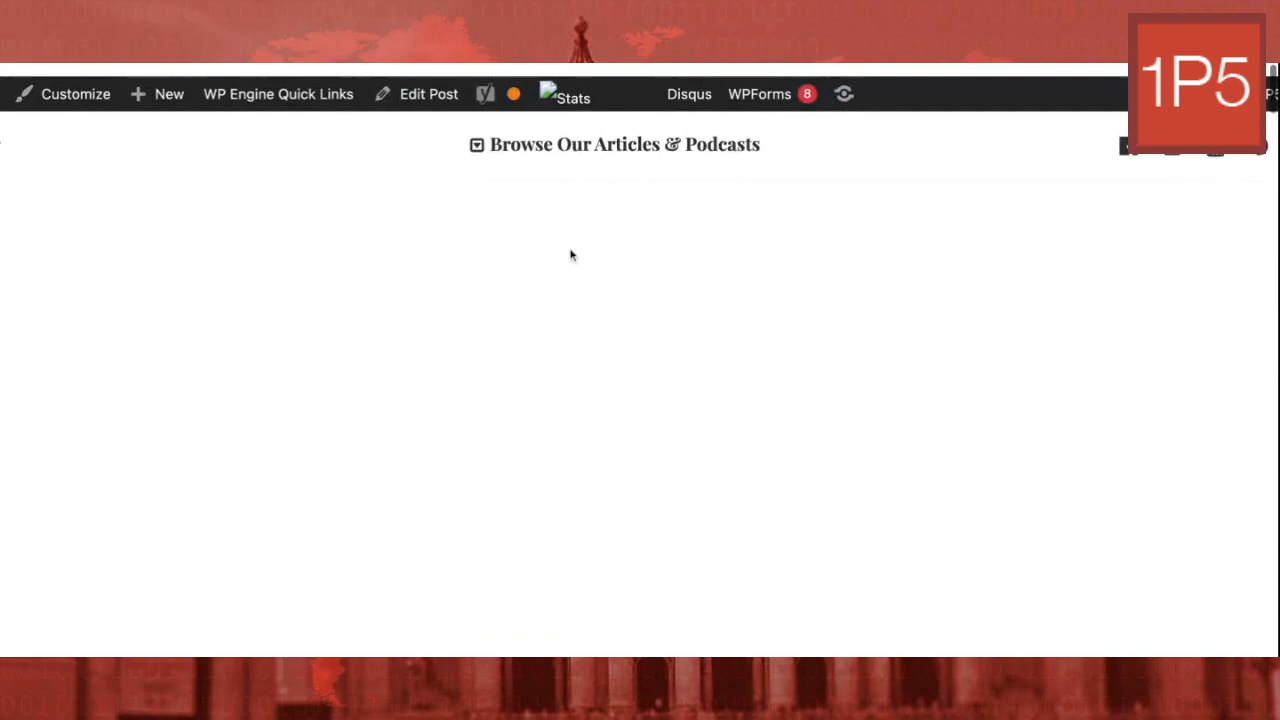 1P5
Customize New WP Engine Quick Links Edit Post Stats Disqus WPForms 8
Browse Our Articles & Podcasts